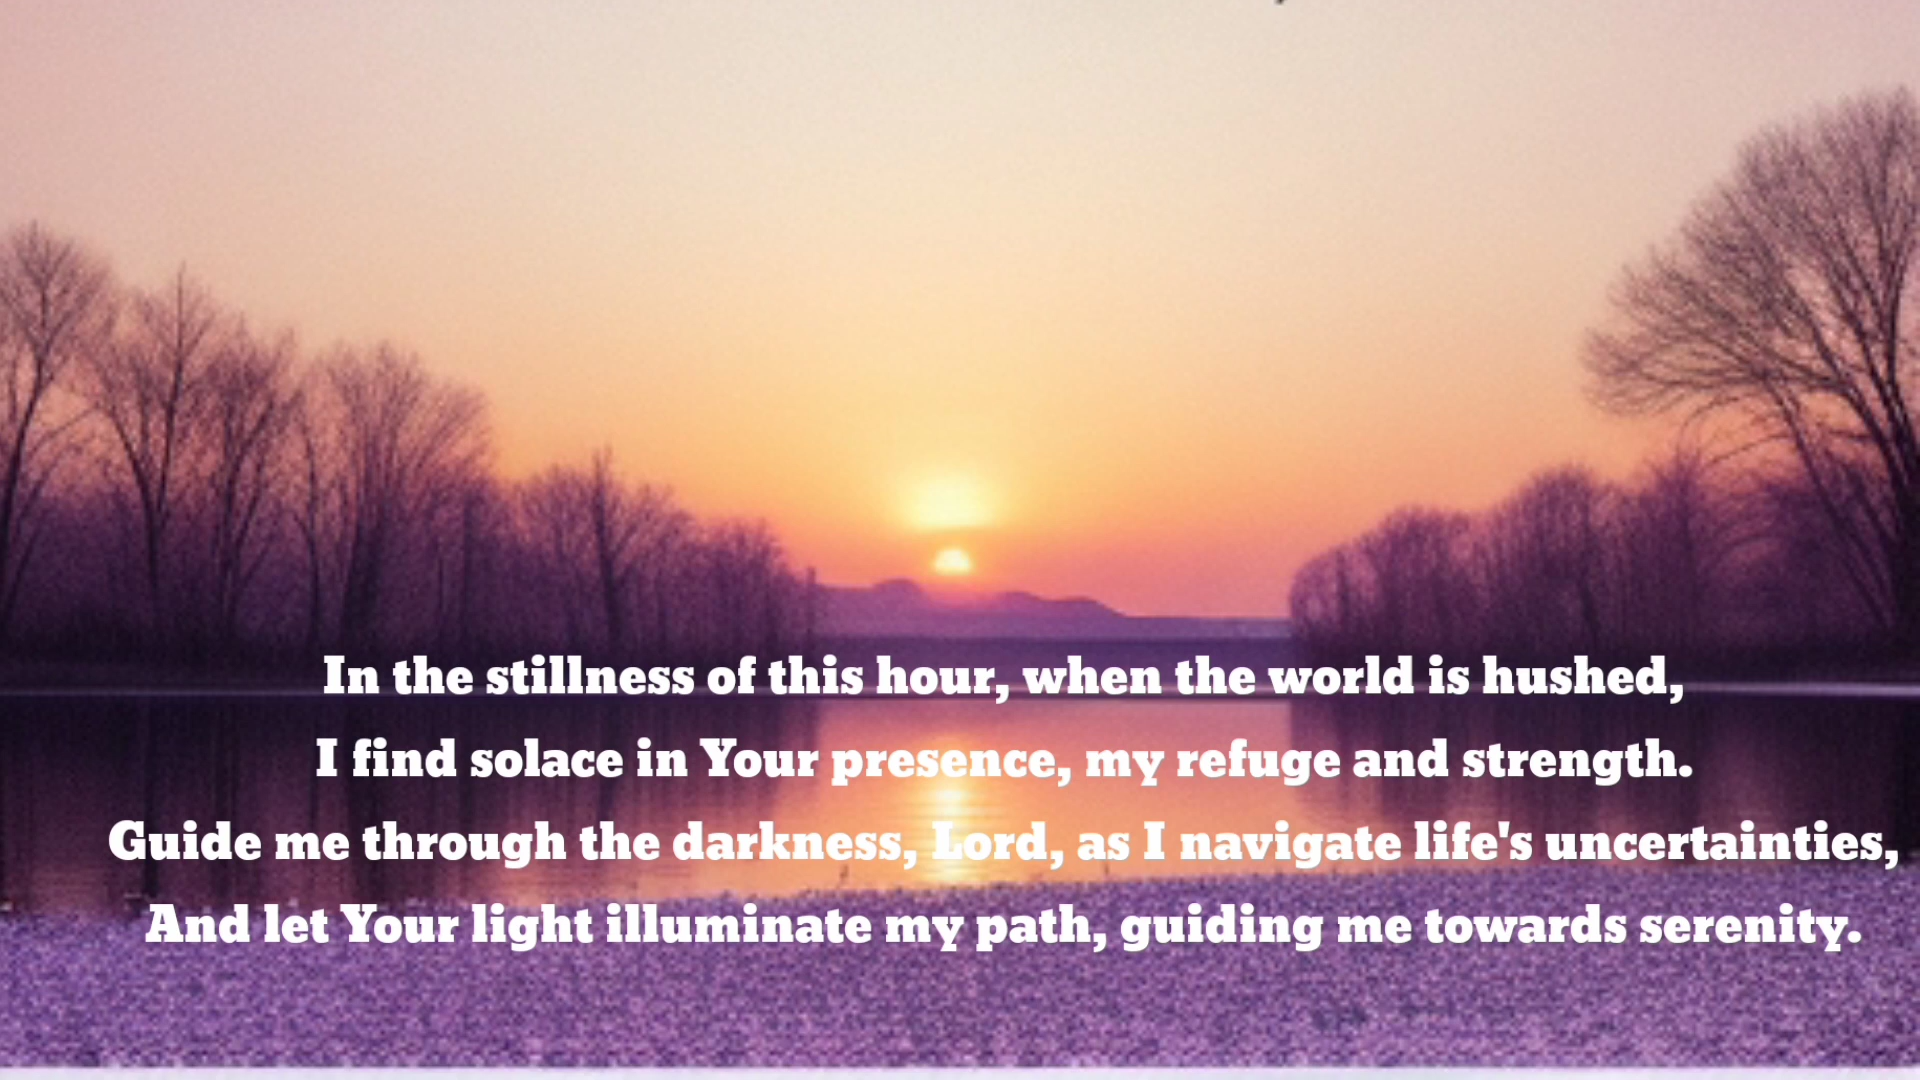 In the stillness of this hour, when the world is hushed,
I find solace in Your presence, my refuge and strength.
Guide me through the darkness, Lord, as I navigate life's uncertainties,
And let Your light illuminate my path, guiding me towards serenity.